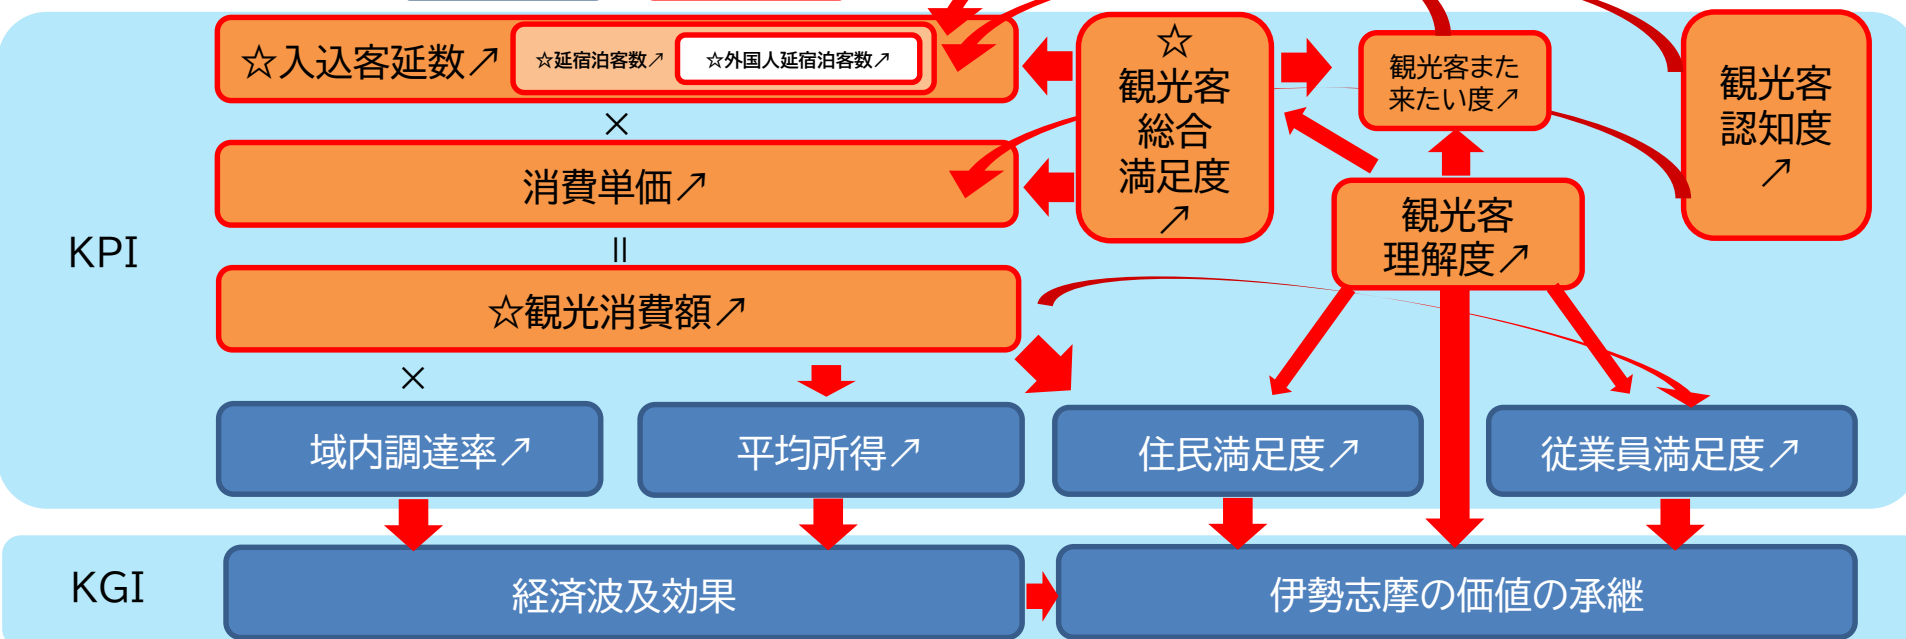 KPI
☆入込客延数↗
☆延宿泊客数↗
☆外国人延宿泊客数↗
×
消費単価↗
=
☆観光消費額↗
×
☆
観光客
総合
満足度
↗
観光客また
来たい度↗
観光客
認知度
↗
観光客
理解度↗
域内調達率↗
平均所得↗
住民満足度↗
従業員満足度↗
KGI
経済波及効果
伊勢志摩の価値の承継